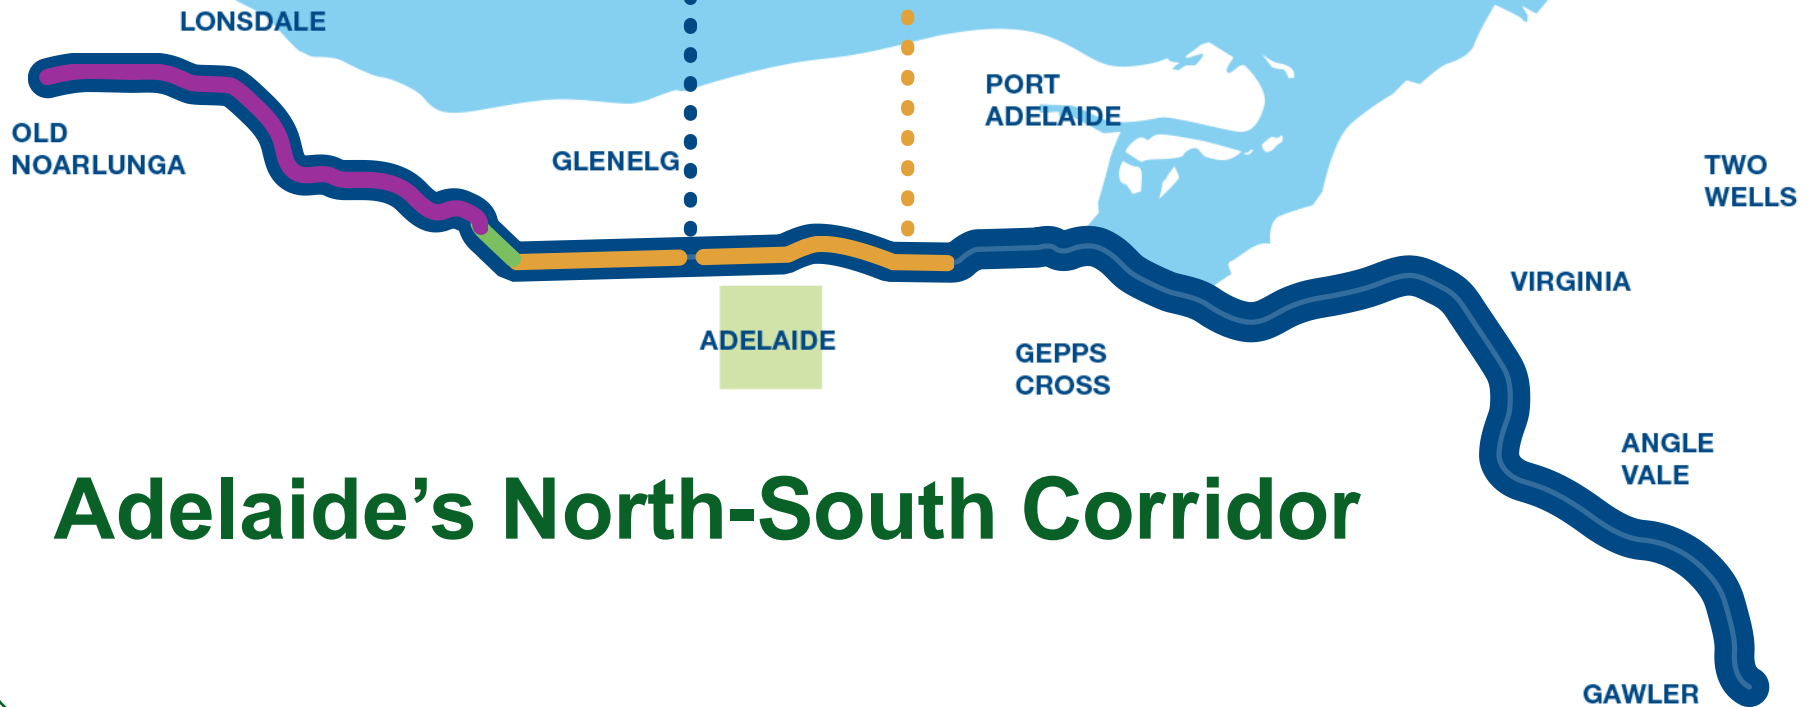 LONSDALE
PORT
ADELAIDE
OLD
NOARLUNGA
GLENELG
TWO
WELLS
VIRGINIA
ADELAIDE
GEPPS
CROSS
ANGLE
VALE
Adelaide’s North-South Corridor
GAWLER